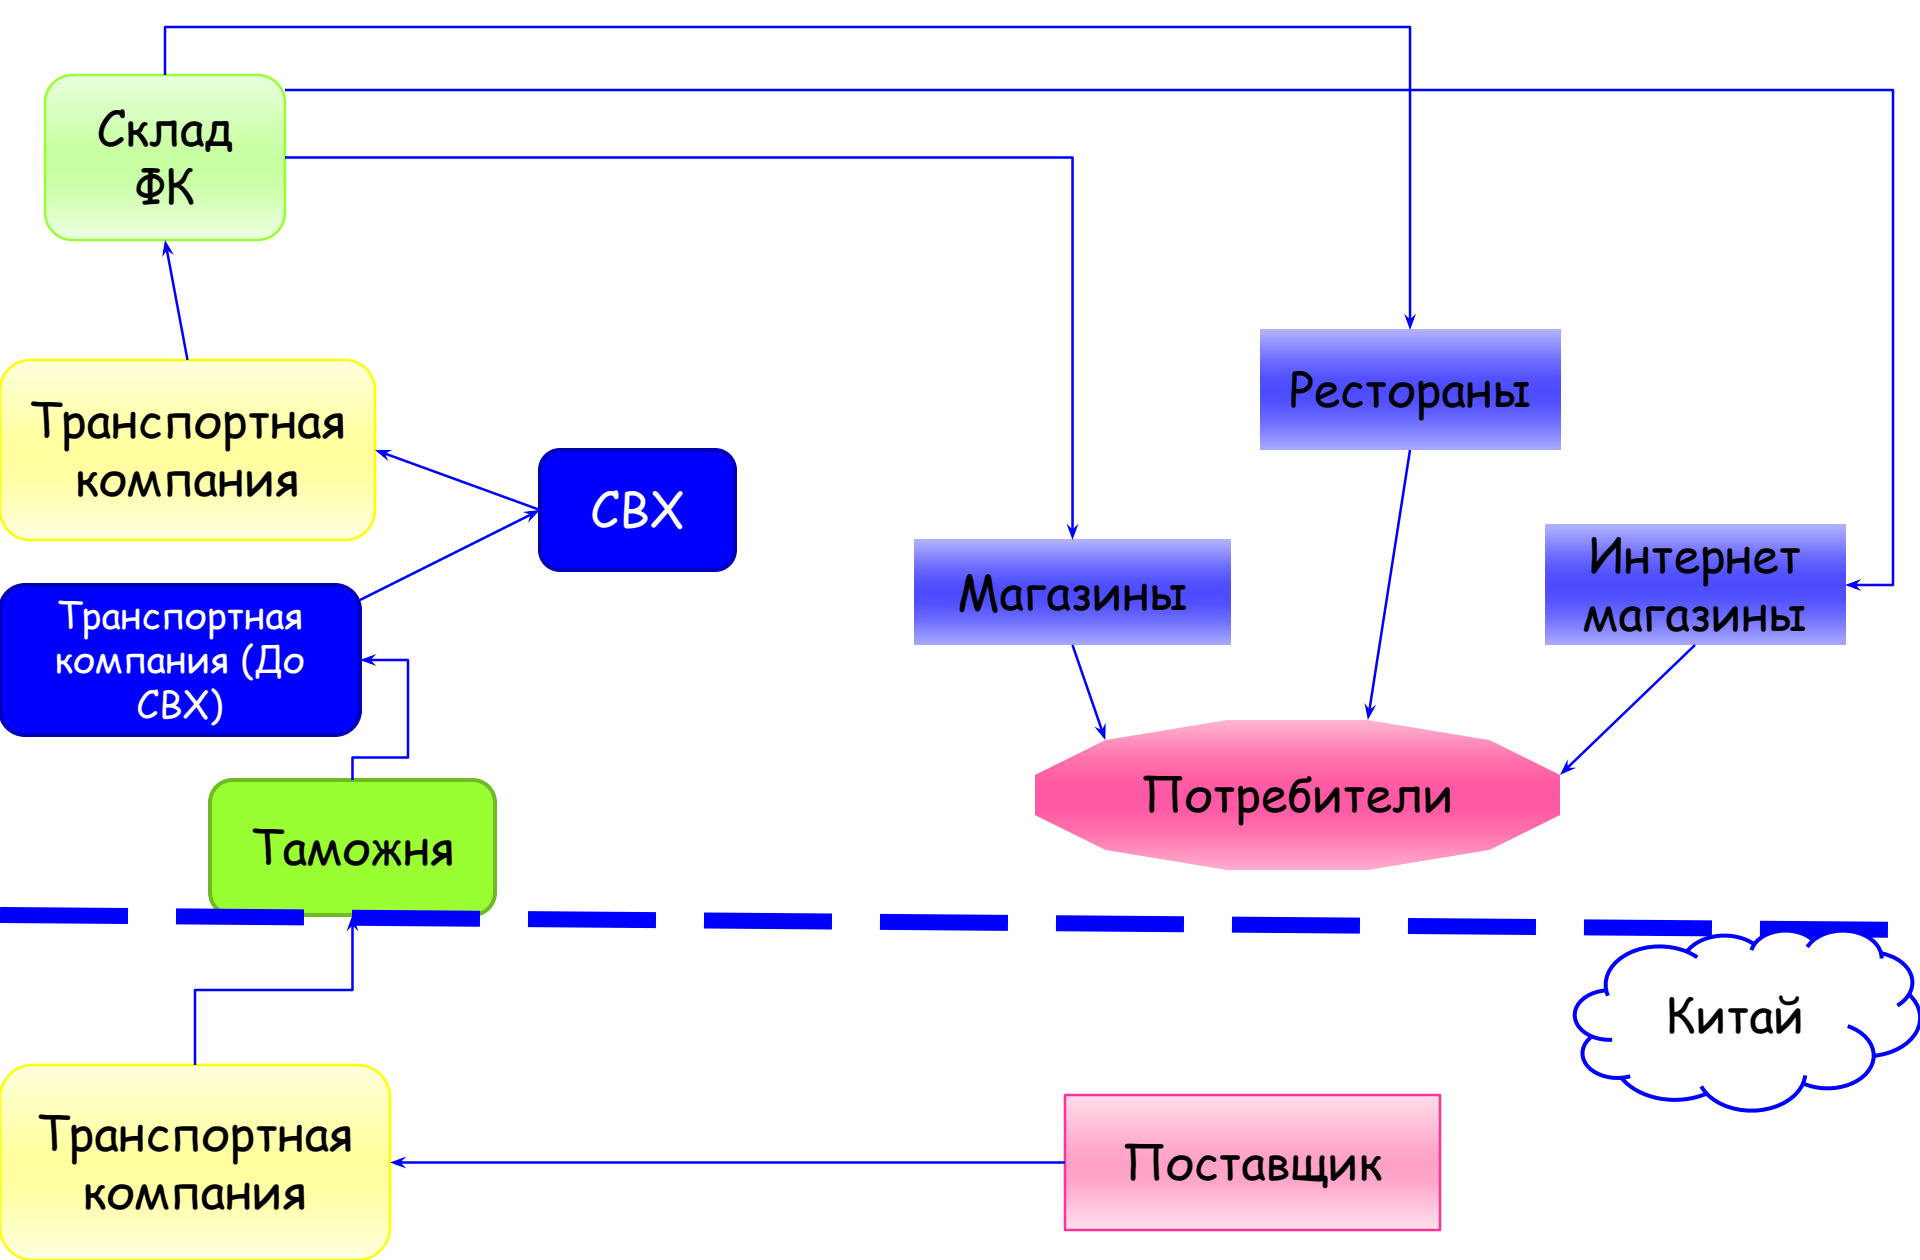 Склад
ФК
Транспортная
компания
СВХ
Рестораны
Магазины
Интернет
магазины
Транспортная
компания (До
СВХ)
Потребители
Таможня
Китай
Транспортная
компания
Поставщик